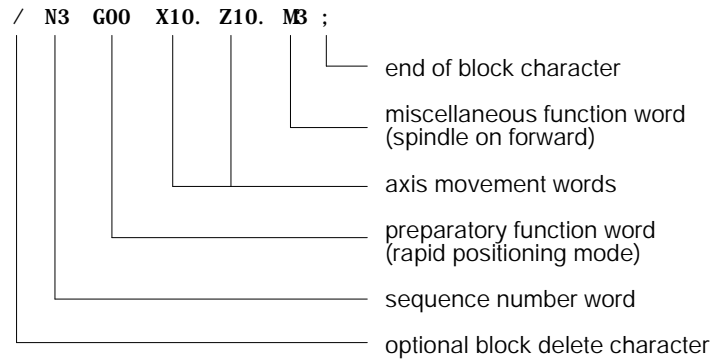 / N3 G00 X10. Z10. M3 ;
end of block character
miscellaneous function word
(spindle on forward)
axis movement words
preparatory function word
(rapid positioning mode)
sequence number word
optional block delete character